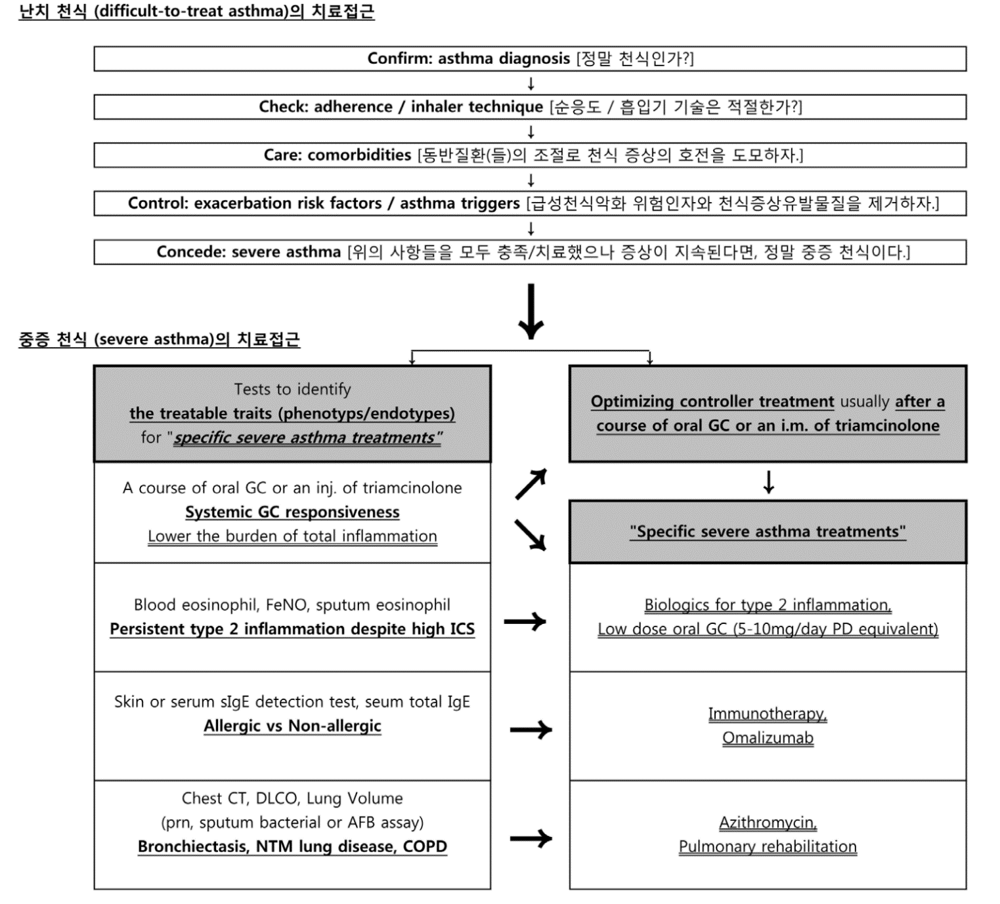 난치 천식 (difficult-to-treat asthma)의 치료접근
Confirm: asthma diagnosis [정말 천식인가?]
↓
Check: adherence / inhaler technique [순응도 / 흡입기 기술은 적절한가?]
↓
Care: comorbidities [동반질환(들)의 조절로 천식 증상의 호전을 도모하자.]
↓
Control: exacerbation risk factors / asthma triggers [급성천식악화 위험인자와 천식증상유발물질을 제거하자.]
↓
Concede: severe asthma [위의 사항들을 모두 충족/치료했으나 증상이 지속된다면, 정말 중증 천식이다.]
중증 천식 (severe asthma)의 치료접근
Tests to identify
the treatable traits (phenotyps/endotypes)
for "specific severe asthma treatments"
A course of oral GC or an inj. of triamcinolone
Systemic GC responsiveness
Lower the burden of total inflammation
Blood eosinophil, FeNO, sputum eosinophil
Persistent type 2 inflammation despite high ICS
Skin or serum sIgE detection test, seum total IgE
Allergic vs Non-allergic
Chest CT, DLCO, Lung Volume
(prn, sputum bacterial or AFB assay)
Bronchiectasis, NTM lung disease, COPD
Optimizing controller treatment usually after a
course of oral GC or an i.m. of triamcinolone
↓
"Specific severe asthma treatments"
Biologics for type 2 inflammation,
Low dose oral GC (5-10mg/day PD equivalent)
Immunotherapy,
Omalizumab
Azithromycin,
Pulmonary rehabilitation